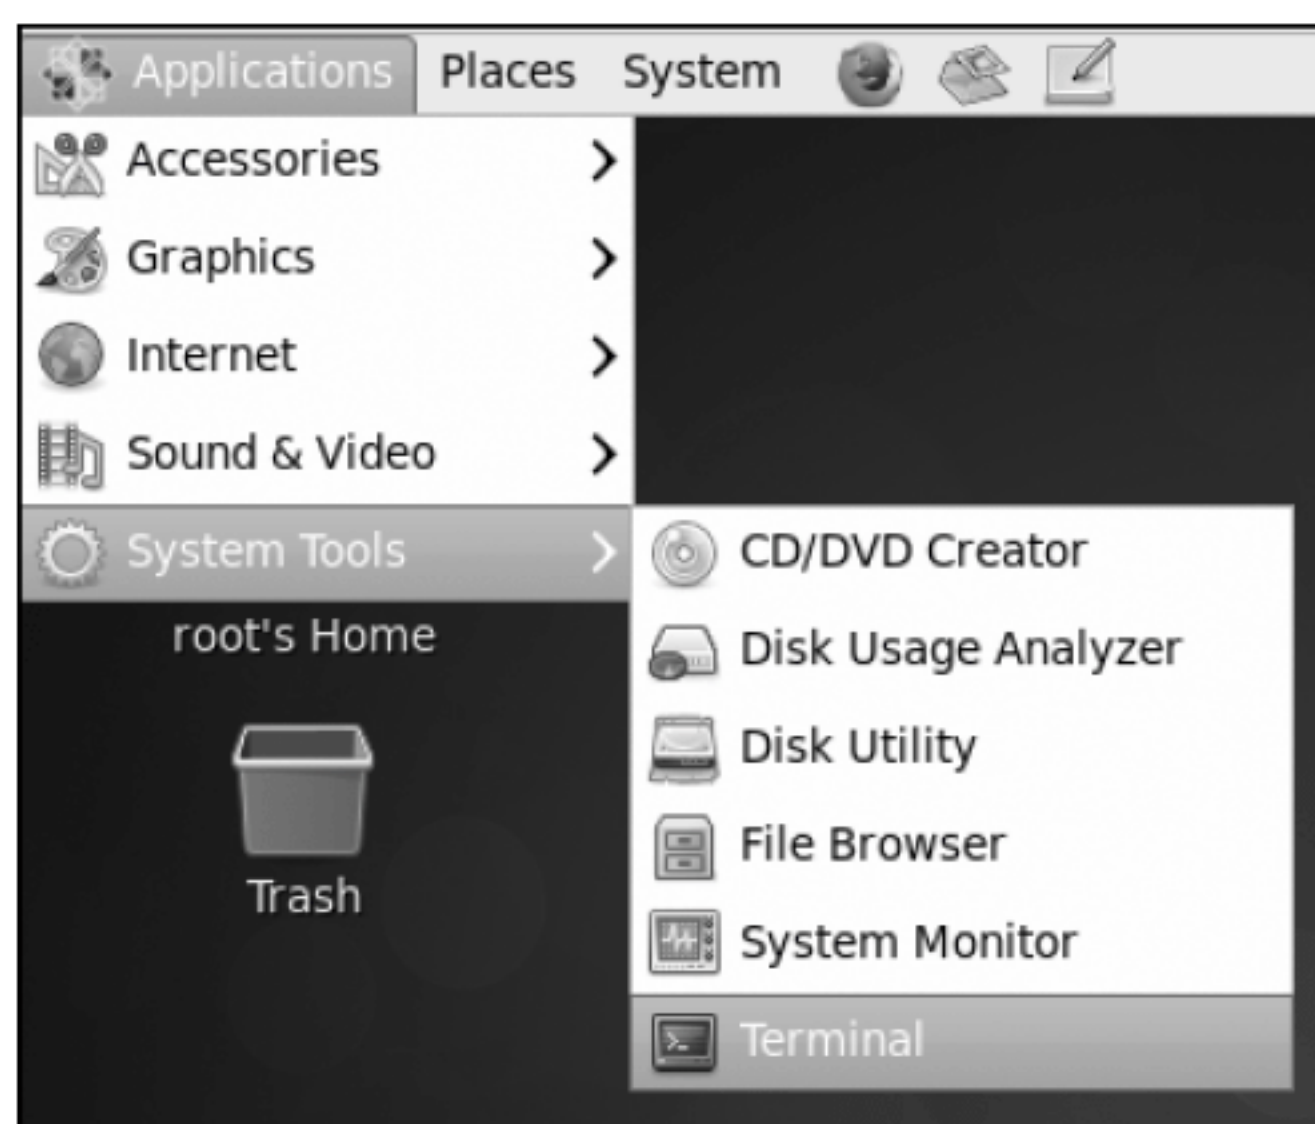 Applications Places System
Accessories
Graphics
Internet
Sound & Video
System Tools
CD/DVD Creator
Disk Usage Analyzer
Disk Utility
File Browser
System Monitor
Terminal
root's Home
Trash